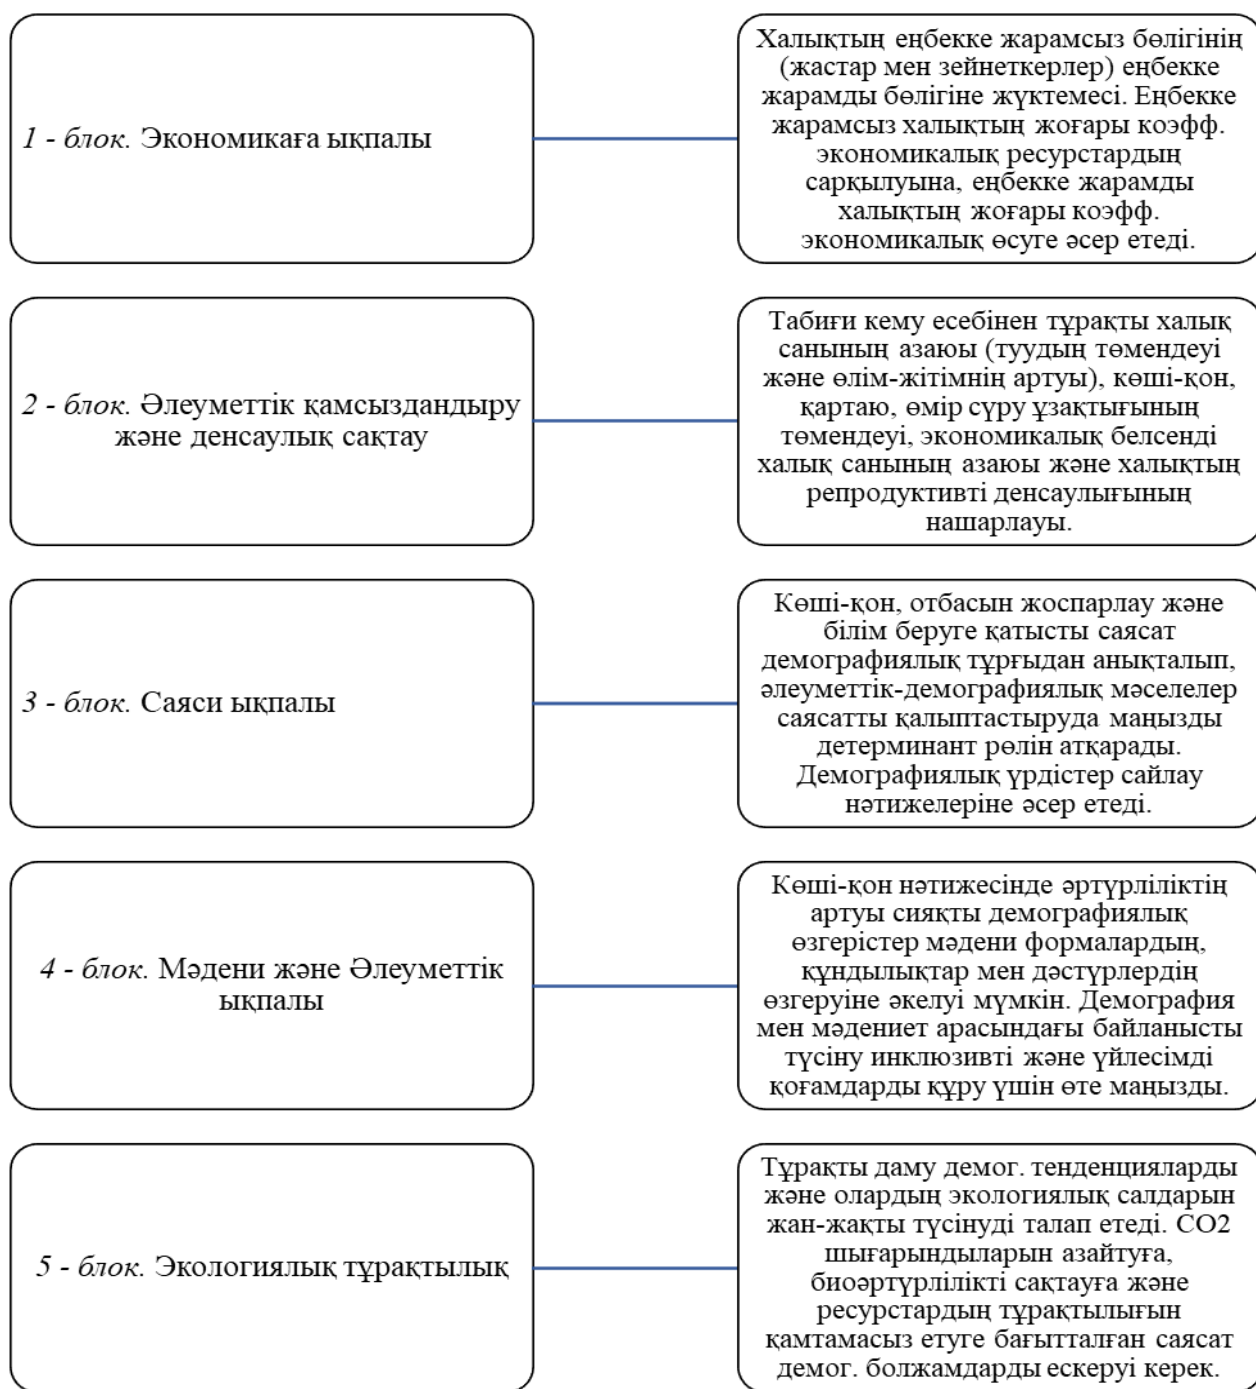 1 - блок. Экономикаға ықпалы
Халықтың еңбекке жарамсыз бөлігінің
(жастар мен зейнеткерлер) еңбекке
жарамды бөлігіне жүктемесі. Еңбекке
жарамсыз халықтың жоғары коэфф.
экономикалық ресурстардың
сарқылуына, еңбекке жарамды
халықтың жоғары коэфф.
экономикалық өсуге әсер етеді.
2 - блок. Әлеуметтік қамсыздандыру
және денсаулық сақтау
Табиғи кему есебінен тұрақты халық
санының азаюы (туудың төмендеуі
және өлім-жітімнің артуы), көші-қон,
қартаю, өмір сүру ұзақтығының
төмендеуі, экономикалық белсенді
халық санының азаюы және халықтың
репродуктивті денсаулығының
нашарлауы.
3 - блок. Саяси ықпалы
Көші-қон, отбасын жоспарлау және
білім беруге қатысты саясат
демографиялық тұрғыдан анықталып,
әлеуметтік-демографиялық мәселелер
саясатты қалыптастыруда маңызды
детерминант рөлін атқарады.
Демографиялық үрдістер сайлау
нәтижелеріне әсер етеді.
4 - блок. Мәдени және Әлеуметтік
ықпалы
Көші-қон нәтижесінде әртүрліліктің
артуы сияқты демографиялық
өзгерістер мәдени формалардың,
құндылықтар мен дәстүрлердің
өзгеруіне әкелуі мүмкін. Демография
мен мәдениет арасындағы байланысты
түсіну инклюзивті және үйлесімді
қоғамдарды құру үшін өте маңызды.
5 - блок. Экологиялық тұрақтылық
Тұрақты даму демог. тенденцияларды
және олардың экологиялық салдарын
жан-жақты түсінуді талап етеді. СО2
шығарындыларын азайтуға,
биоәртүрлілікті сақтауға және
ресурстардың тұрақтылығын
қамтамасыз етуге бағытталған саясат
демог. болжамдарды ескеруі керек.